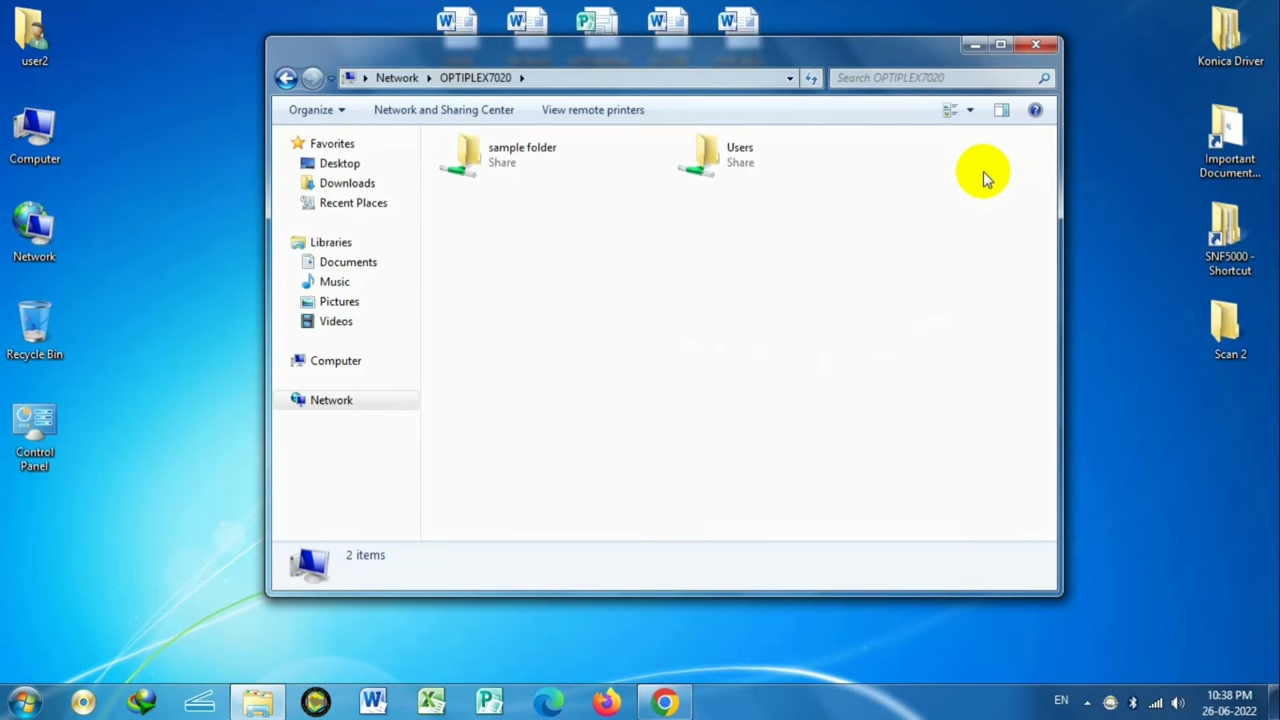 user2
Computer
Network
Recycle Bin
Control
Panel
Network
OPTIPLEX7020
Search OPTIPLEX7020
Organize
Network and Sharing Center
View remote printers
Favorites
Desktop
Downloads
Recent Places
Libraries
Documents
Music
Pictures
Videos
Computer
Network
sample folder
Share
Users
Share
2 items
Konica Driver
Important
Document...
SNF5000 -
Shortcut
Scan 2
EN
10:38 PM
26-06-2022